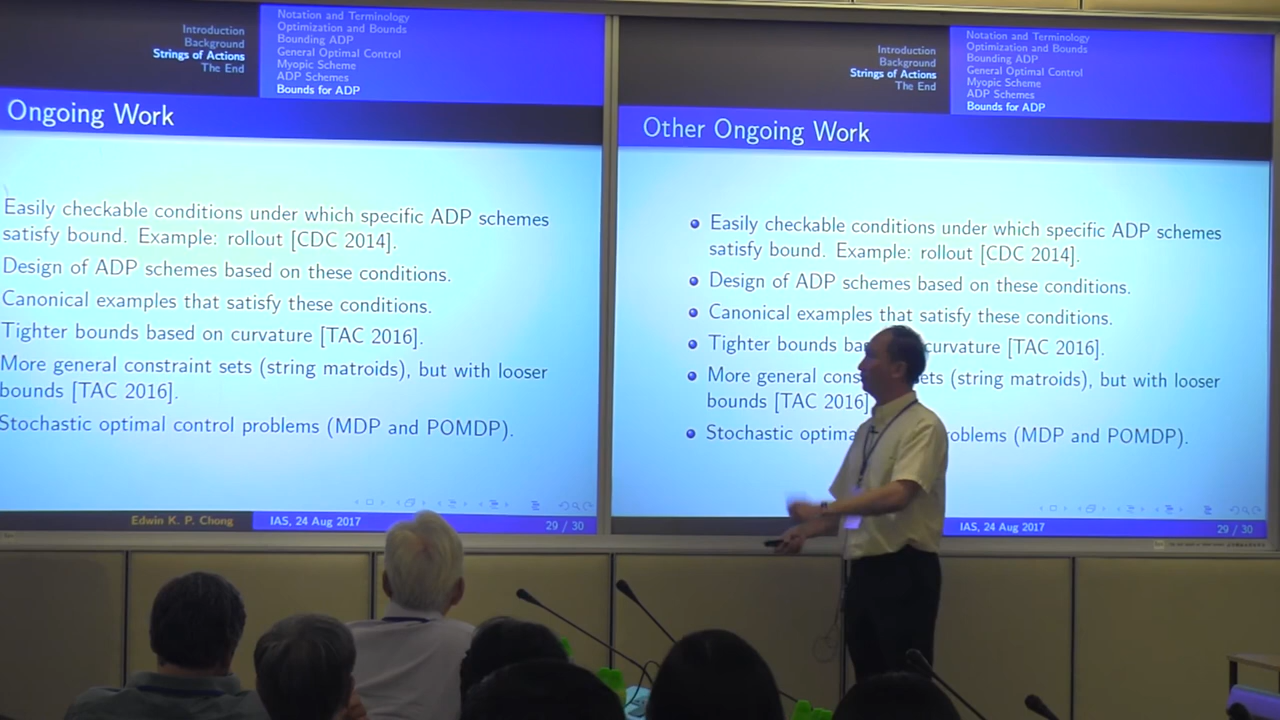 Introduction
Background
Strings of Actions
The End
Notation and Terminology
Optimization and Bounds
Bounding ADP
General Optimal Control
Myopic Scheme
ADP Schemes
Bounds for ADP
Ongoing Work
Easily checkable conditions under which specific ADP schemes
satisfy bound. Example: rollout [CDC 2014].
Design of ADP schemes based on these conditions.
Canonical examples that satisfy these conditions.
Tighter bounds based on curvature [TAC 2016].
More general constraint sets (string matroids), but with looser
bounds [TAC 2016].
Stochastic optimal control problems (MDP and POMDP).
Edwin K. P. Chong
IAS, 24 Aug 2017
29 / 30
Introduction
Background
Strings of Actions
The End
Notation and Terminology
Optimization and Bounds
Bounding ADP
General Optimal Control
Myopic Scheme
ADP Schemes
Bounds for ADP
Other Ongoing Work
Easily checkable conditions under which specific ADP schemes
satisfy bound. Example: rollout [CDC 2014].
Design of ADP schemes based on these conditions.
Canonical examples that satisfy these conditions.
Tighter bounds ba curvature [TAC 2016].
More general cons ets (string matroids), but with looser
bounds [TAC 2016]
Stochastic optima roblems (MDP and POMDP).
IAS, 24 Aug 2017
29 / 30